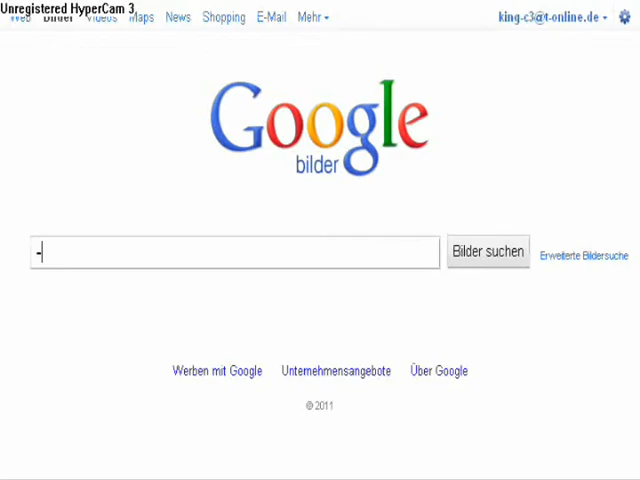 Unregistered HyperCam 3
Web Bilder Videos Maps News Shopping E-Mail Mehr
king-c3@t-online.de
Google
bilder
-
Bilder suchen
Erweiterte Bildersuche
Werben mit Google Unternehmensangebote Über Google
© 2011